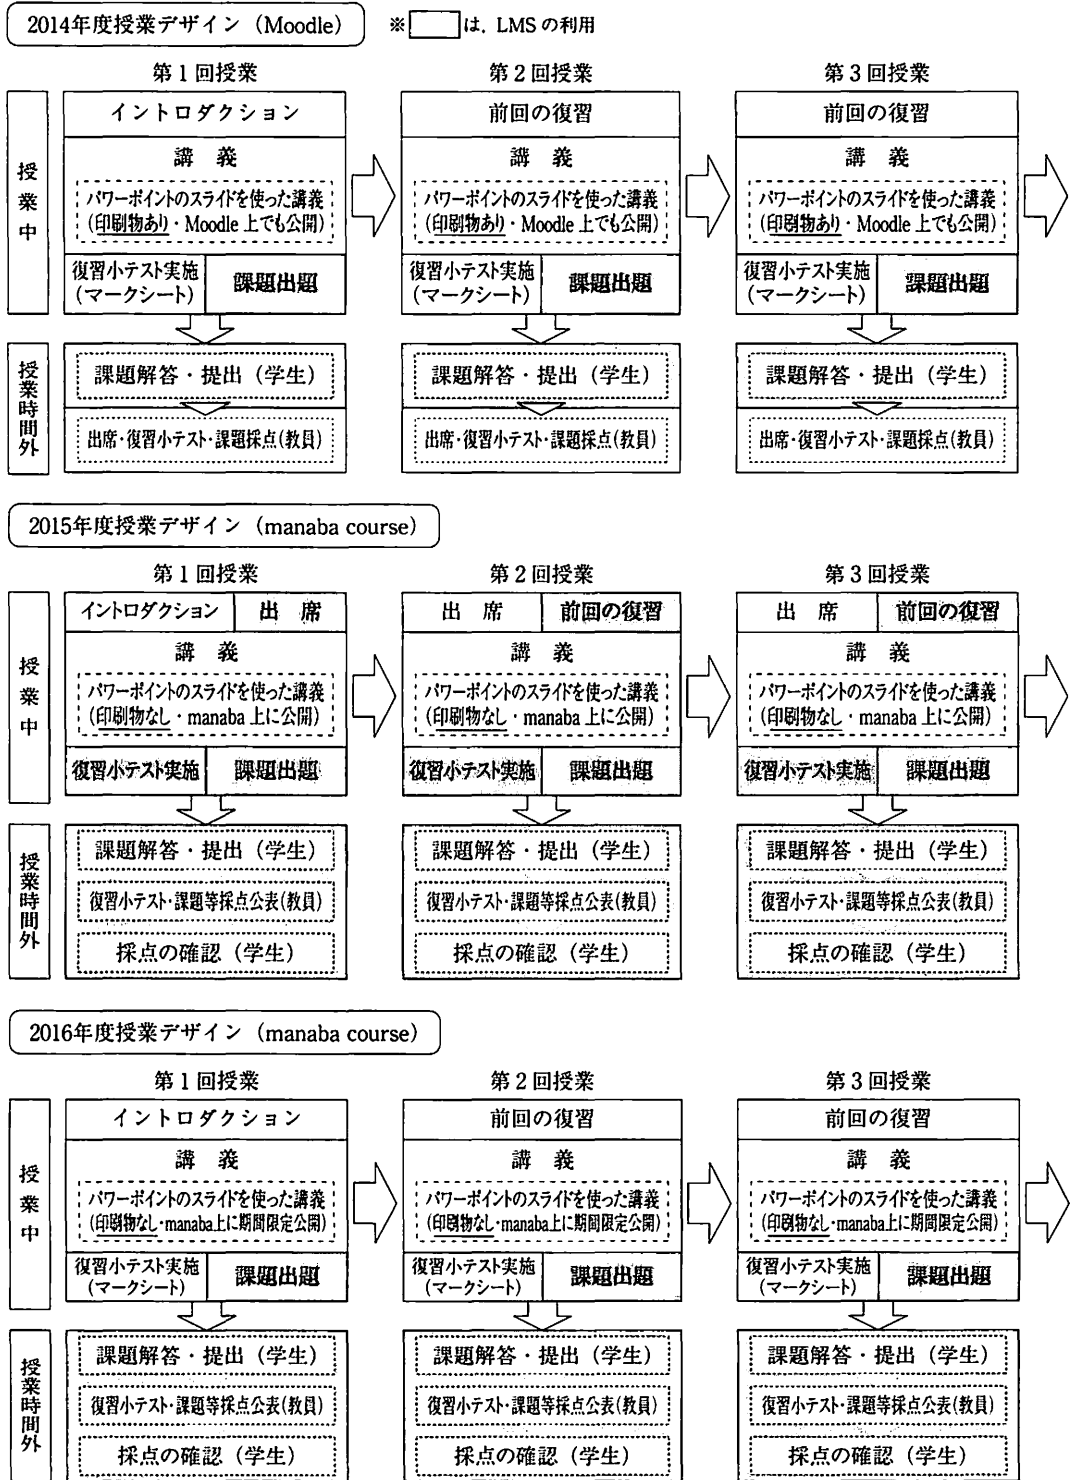 2014年度授業デザイン（Moodle）
※□は, LMSの利用
第1回授業 第2回授業 第3回授業
授業中
イントロダクション 前回の復習 前回の復習
講義 講義 講義
パワーポイントのスライドを使った講義 パワーポイントのスライドを使った講義 パワーポイントのスライドを使った講義
(印刷物あり・Moodle上でも公開) (印刷物あり・Moodle上でも公開) (印刷物あり・Moodle上でも公開)
復習小テスト実施 課題出題 復習小テスト実施 課題出題 復習小テスト実施 課題出題
(マークシート) (マークシート) (マークシート)
授業時間外
課題解答・提出（学生） 課題解答・提出（学生） 課題解答・提出（学生）
出席・復習小テスト・課題採点(教員) 出席・復習小テスト・課題採点(教員) 出席・復習小テスト・課題採点(教員)
2015年度授業デザイン（manaba course）
第1回授業 第2回授業 第3回授業
授業中
イントロダクション 出席 出席 前回の復習 出席 前回の復習
講義 講義 講義
パワーポイントのスライドを使った講義 パワーポイントのスライドを使った講義 パワーポイントのスライドを使った講義
(印刷物なし・manaba上に公開) (印刷物なし・manaba上に公開) (印刷物なし・manaba上に公開)
復習小テスト実施 課題出題 復習小テスト実施 課題出題 復習小テスト実施 課題出題
授業時間外
課題解答・提出（学生） 課題解答・提出（学生） 課題解答・提出（学生）
復習小テスト・課題等採点公表(教員) 復習小テスト・課題等採点公表(教員) 復習小テスト・課題等採点公表(教員)
採点の確認（学生） 採点の確認（学生） 採点の確認（学生）
2016年度授業デザイン（manaba course）
第1回授業 第2回授業 第3回授業
授業中
イントロダクション 前回の復習 前回の復習
講義 講義 講義
パワーポイントのスライドを使った講義 パワーポイントのスライドを使った講義 パワーポイントのスライドを使った講義
(印刷物なし・manaba上に期間限定公開) (印刷物なし・manaba上に期間限定公開) (印刷物なし・manaba上に期間限定公開)
復習小テスト実施 課題出題 復習小テスト実施 課題出題 復習小テスト実施 課題出題
(マークシート) (マークシート) (マークシート)
授業時間外
課題解答・提出（学生） 課題解答・提出（学生） 課題解答・提出（学生）
復習小テスト・課題等採点公表(教員) 復習小テスト・課題等採点公表(教員) 復習小テスト・課題等採点公表(教員)
採点の確認（学生） 採点の確認（学生） 採点の確認（学生）